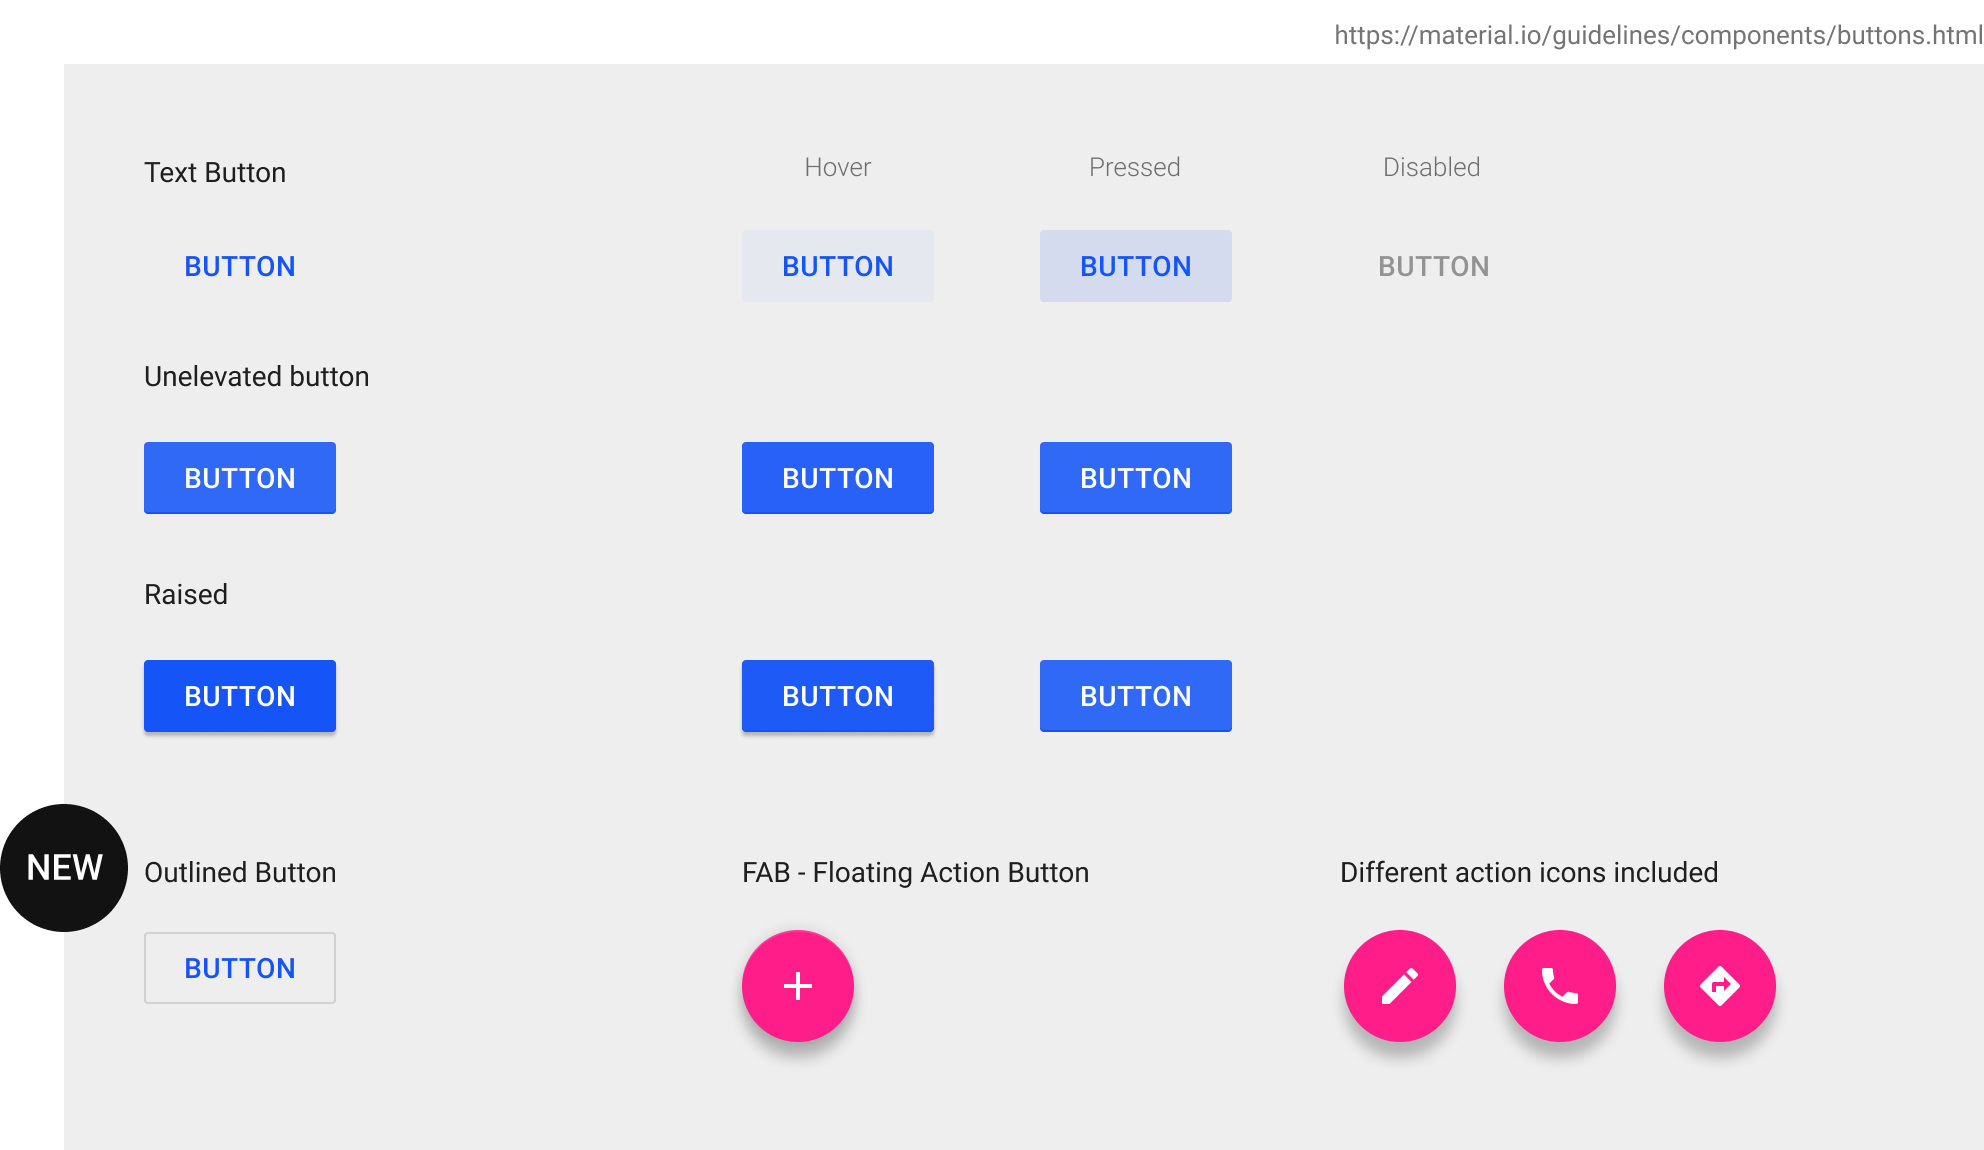 https://material.io/guidelines/components/buttons.html
Text Button
Hover
Pressed
Disabled
BUTTON
BUTTON
BUTTON
BUTTON
Unelevated button
BUTTON
BUTTON
BUTTON
Raised
BUTTON
BUTTON
BUTTON
NEW
Outlined Button
FAB - Floating Action Button
Different action icons included
BUTTON